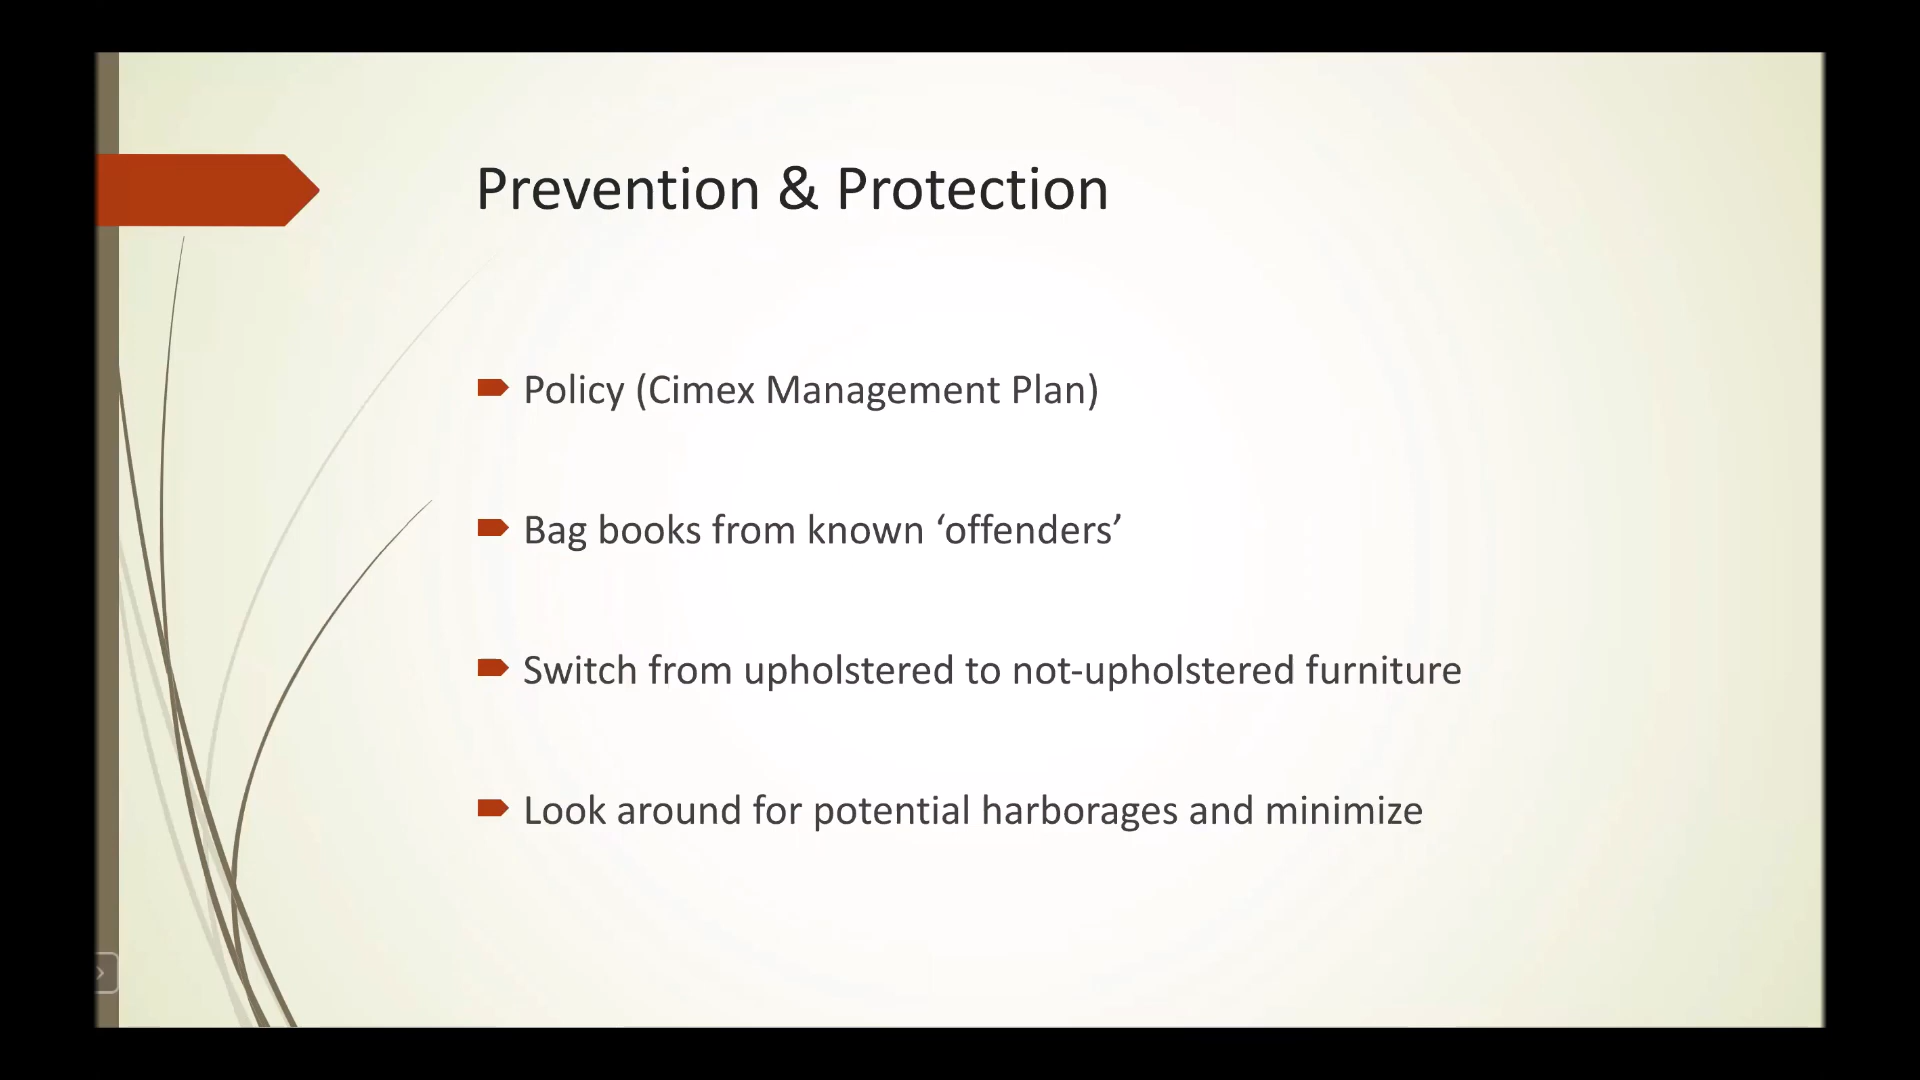 Prevention & Protection
Policy (Cimex Management Plan)
Bag books from known ‘offenders’
Switch from upholstered to not-upholstered furniture
Look around for potential harborages and minimize